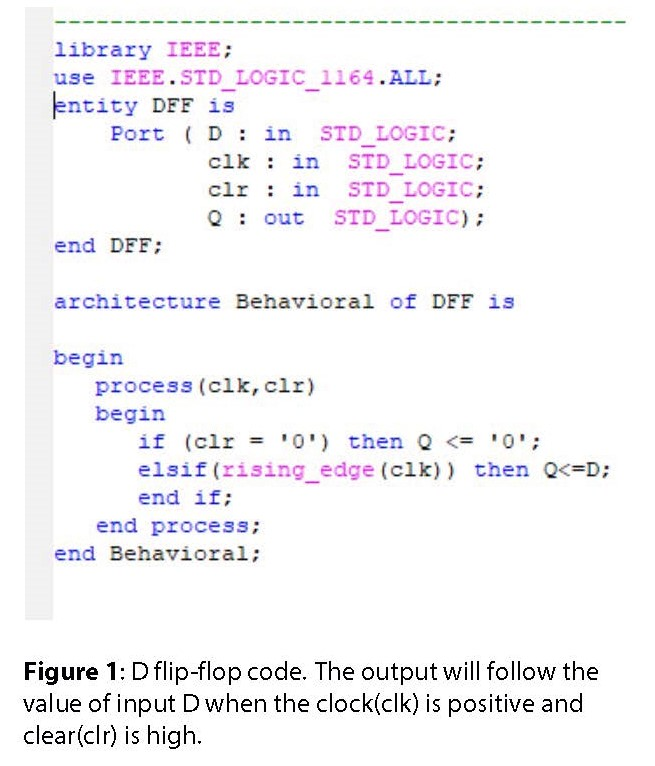 --------------------------------------------------
library IEEE;
use IEEE.STD_LOGIC_1164.ALL;
entity DFF is
    Port ( D : in  STD_LOGIC;
           clk : in  STD_LOGIC;
           clr : in  STD_LOGIC;
           Q : out  STD_LOGIC);
end DFF;

architecture Behavioral of DFF is

begin
   process(clk,clr)
   begin
      if (clr = '0') then Q <= '0';
      elsif(rising_edge(clk)) then Q<=D;
      end if;
   end process;
end Behavioral;

Figure 1: D flip-flop code. The output will follow the
value of input D when the clock(clk) is positive and
clear(clr) is high.